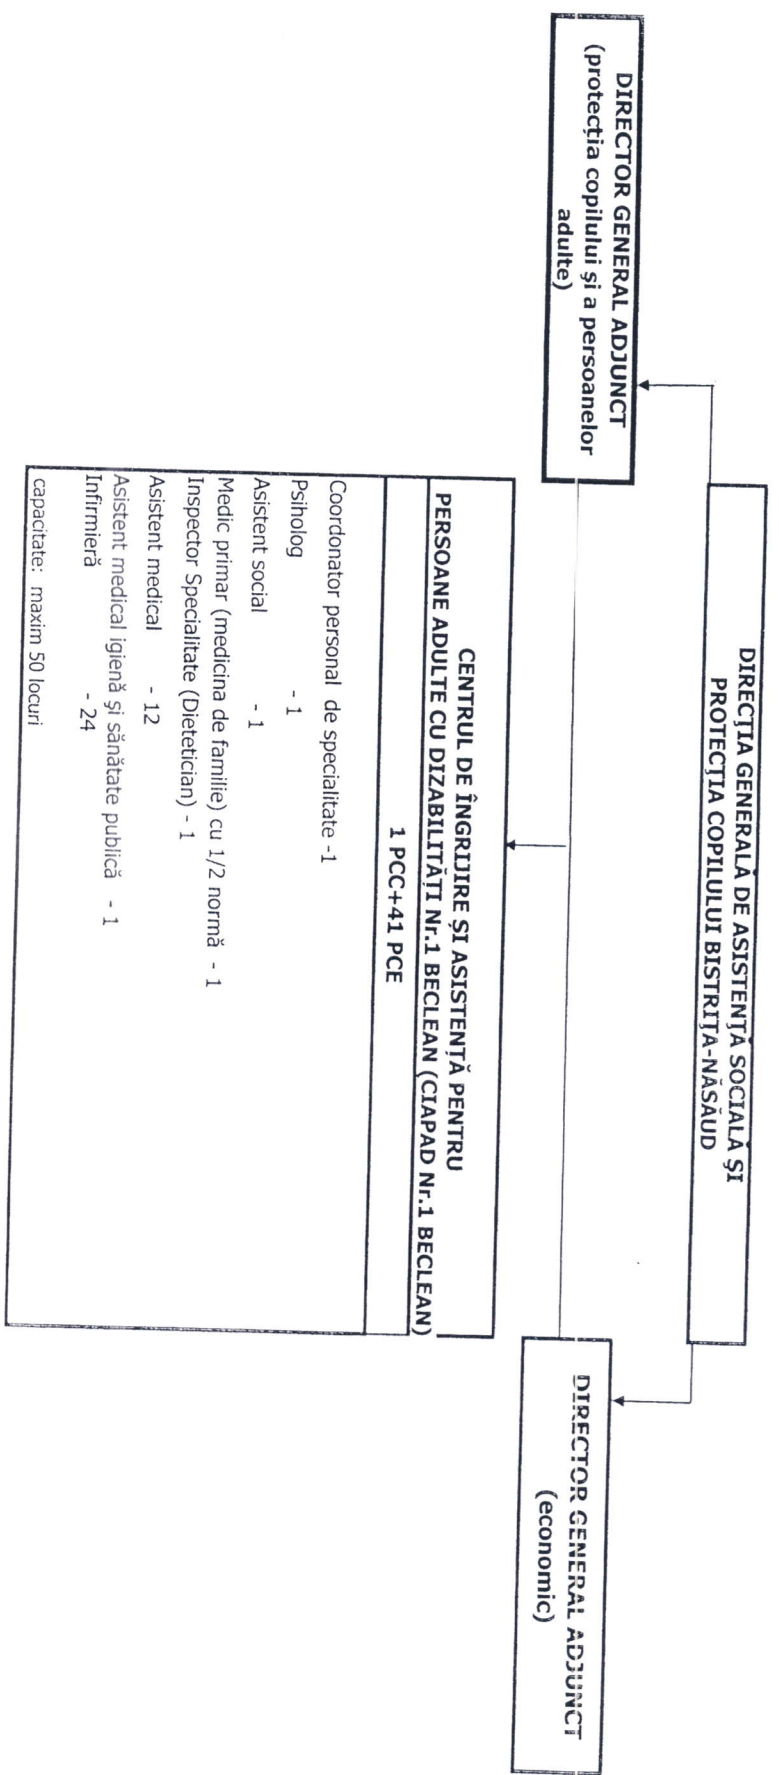 DIRECȚIA GENERALĂ DE ASISTENȚĂ SOCIALĂ ȘI
PROTECȚIA COPILULUI BISTRIȚA-NĂSĂUD
DIRECTOR GENERAL ADJUNCT
(protecția copilului și a persoanelor
adulte)
DIRECTOR GENERAL ADJUNCT
(economic)
CENTRUL DE ÎNGRIJIRE ȘI ASISTENȚĂ PENTRU
PERSOANE ADULTE CU DIZABILITĂȚI Nr.1 BECLEAN (CIAPAD Nr.1 BECLEAN)
1 PCC+41 PCE
Coordonator personal de specialitate -1
Psiholog - 1
Asistent social - 1
Medic primar (medicina de familie) cu 1/2 normă - 1
Inspector Specialitate (Dietetician) - 1
Asistent medical - 12
Asistent medical igienă și sănătate publică - 1
Infirmieră - 24
capacitate: maxim 50 locuri